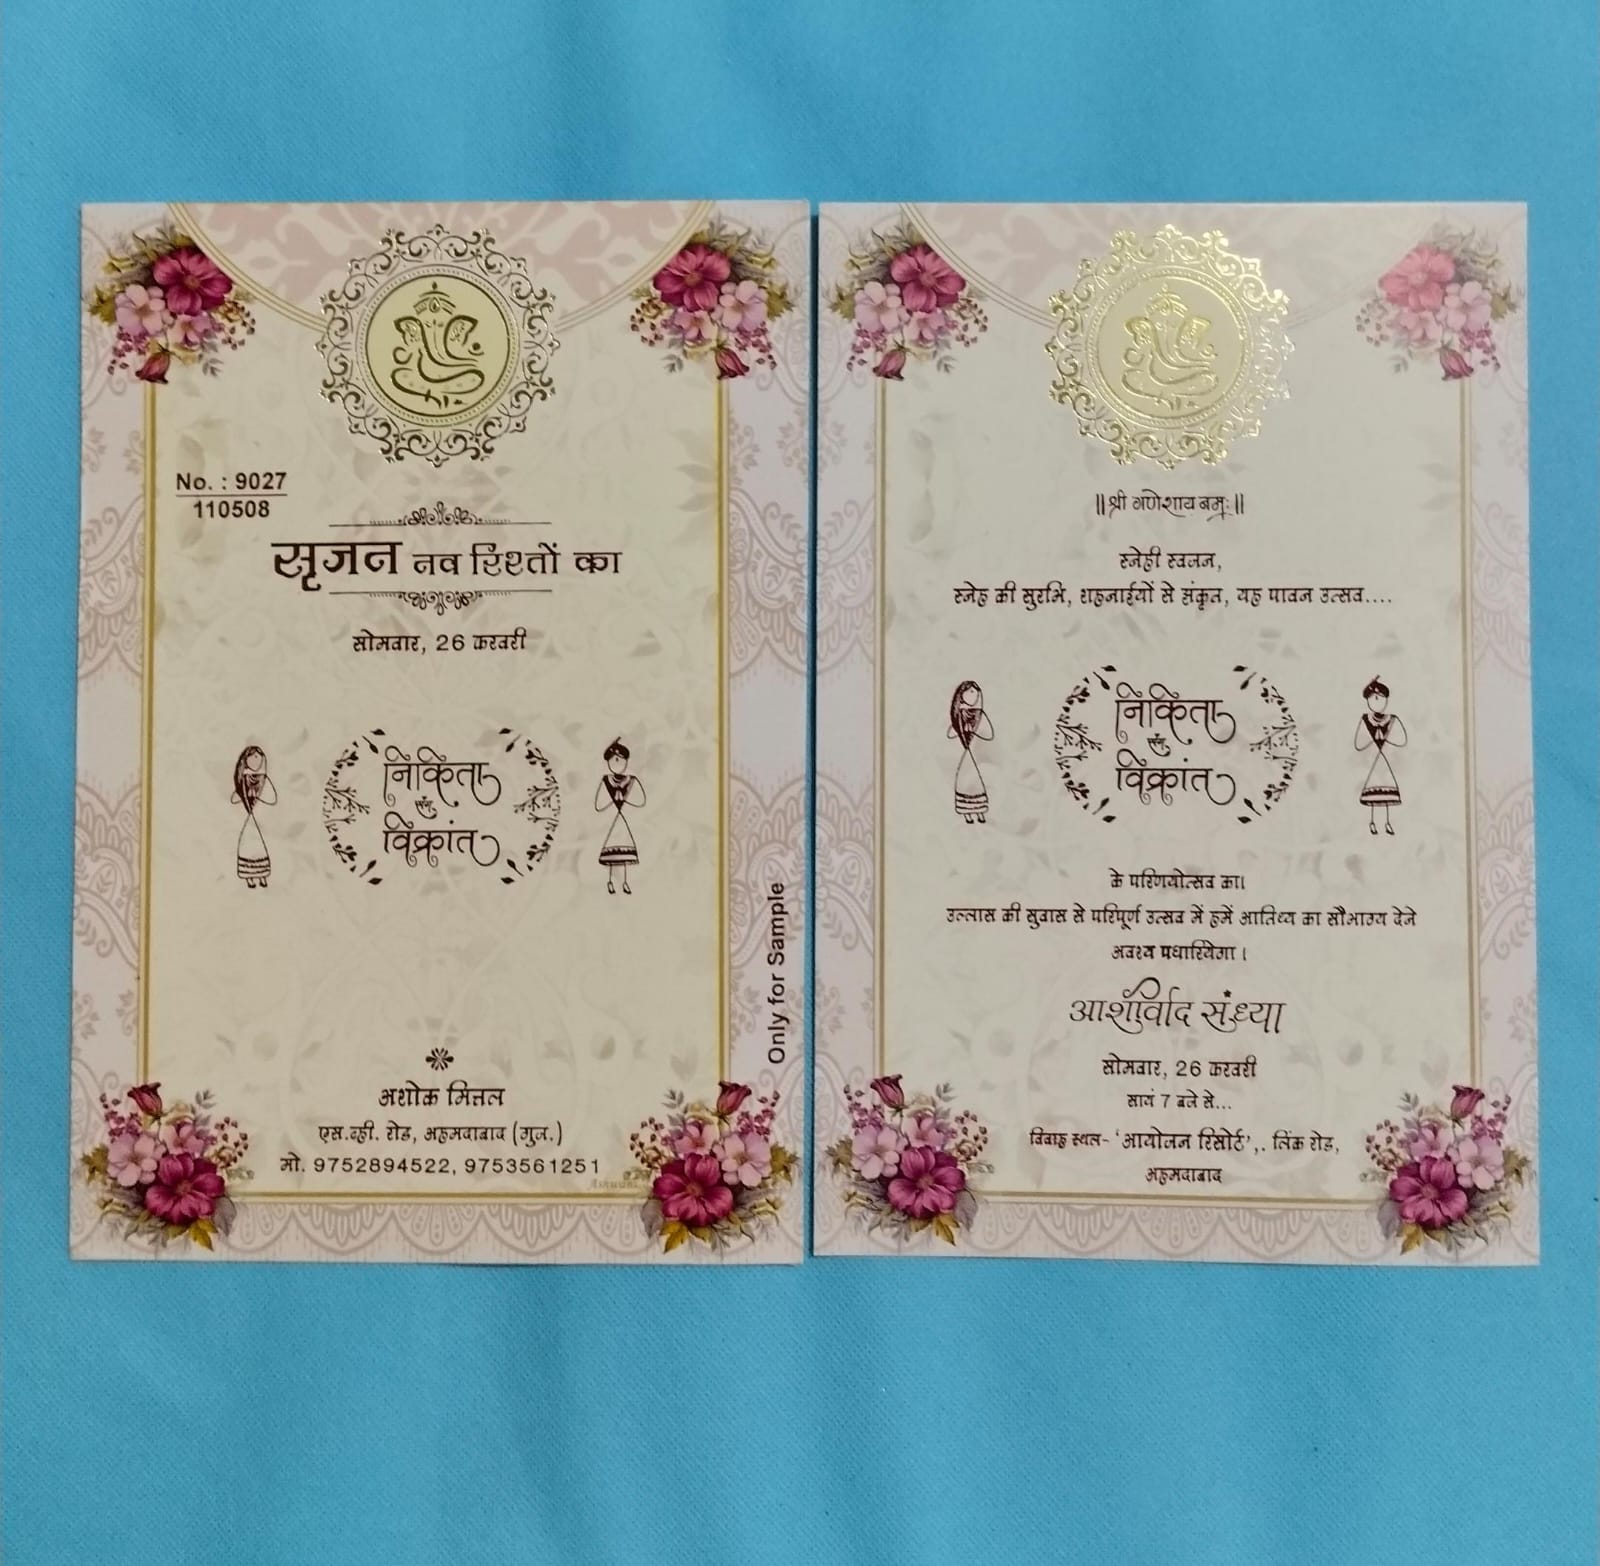 No. : 9027
110508
सृजन नव रिश्तों का
सोमवार, 26 फरवरी
निकिता
संग
विक्रांत
Only for Sample
अशोक मित्तल
एस.व्ही. रोड, अहमदाबाद (गुज.)
मो. 9752894522, 9753561251
Ashwani
॥ श्री गणेशाय नमः ॥
स्नेही स्वजन,
स्नेह की सुरभि, शहनाईयों से झंकृत, यह पावन उत्सव....
निकिता
संग
विक्रांत
के परिणयोत्सव का।
उल्लास की सुवास से परिपूर्ण उत्सव में हमें आतिथ्य का सौभाग्य देने
अवश्य पधारियेगा ।
आशीर्वाद संध्या
सोमवार, 26 फरवरी
सायं 7 बजे से...
विवाह स्थल- 'आयोजन रिसोर्ट',. लिंक रोड,
अहमदाबाद